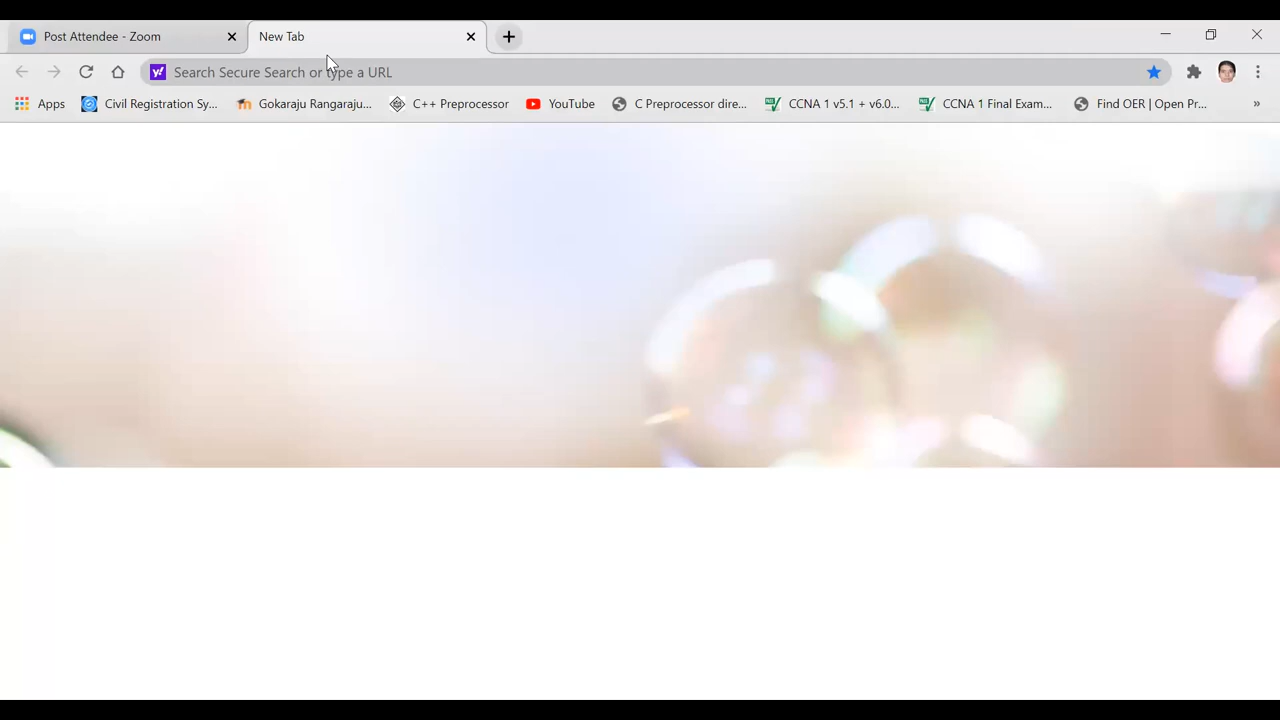 Post Attendee - Zoom
New Tab
Search Secure Search or type a URL
Apps
Civil Registration Sy...
Gokaraju Rangaraju...
C++ Preprocessor
YouTube
C Preprocessor dire...
CCNA 1 v5.1 + v6.0...
CCNA 1 Final Exam...
Find OER | Open Pr...
»